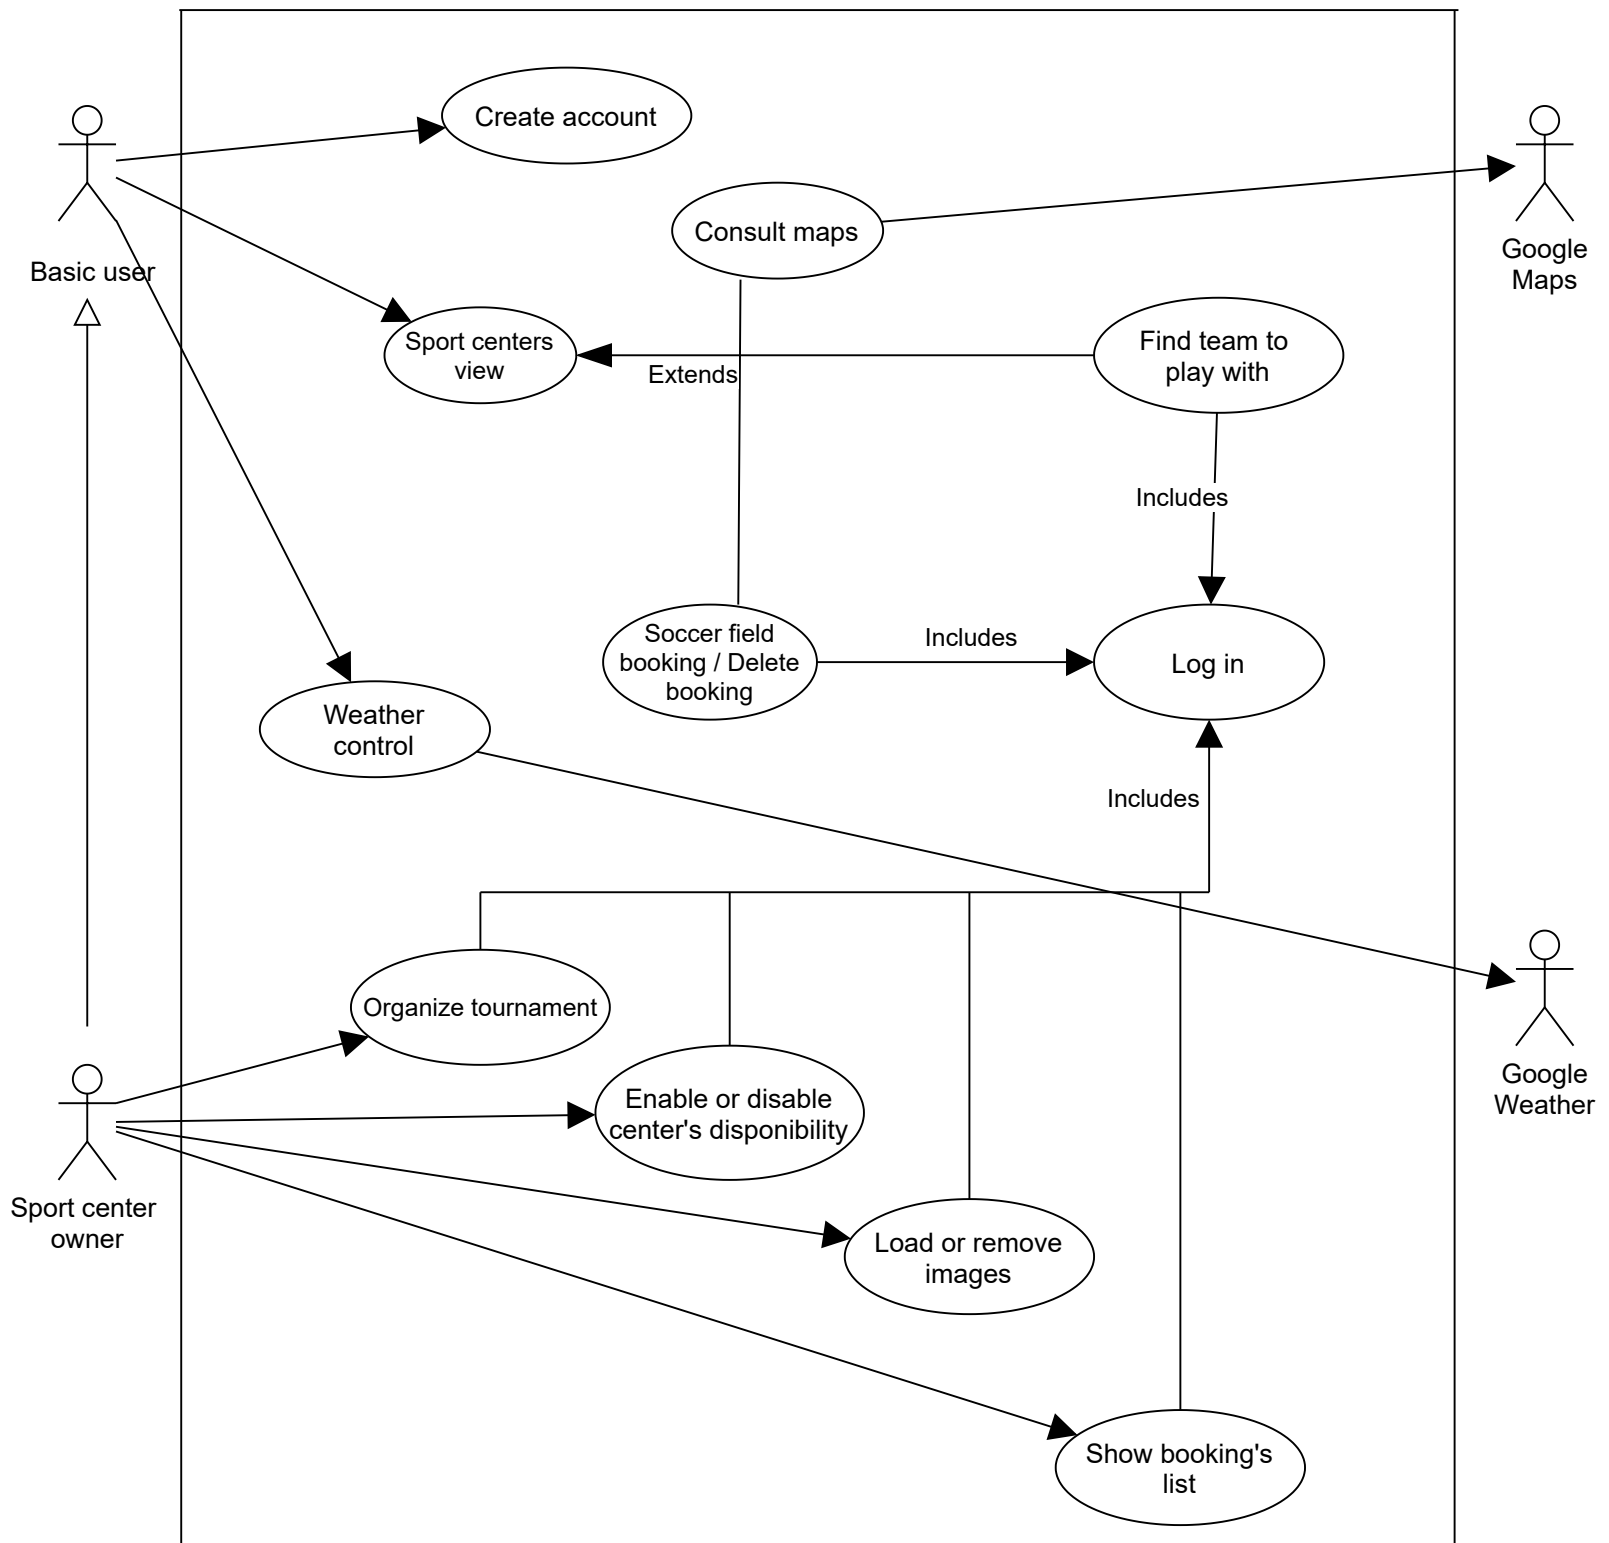 Create account
Consult maps
Google
Maps
Basic user
Sport centers
view
Extends
Find team to
play with
Includes
Soccer field
booking / Delete
booking
Includes
Log in
Weather
control
Includes
Organize tournament
Enable or disable
center's disponibility
Google
Weather
Sport center
owner
Load or remove
images
Show booking's
list